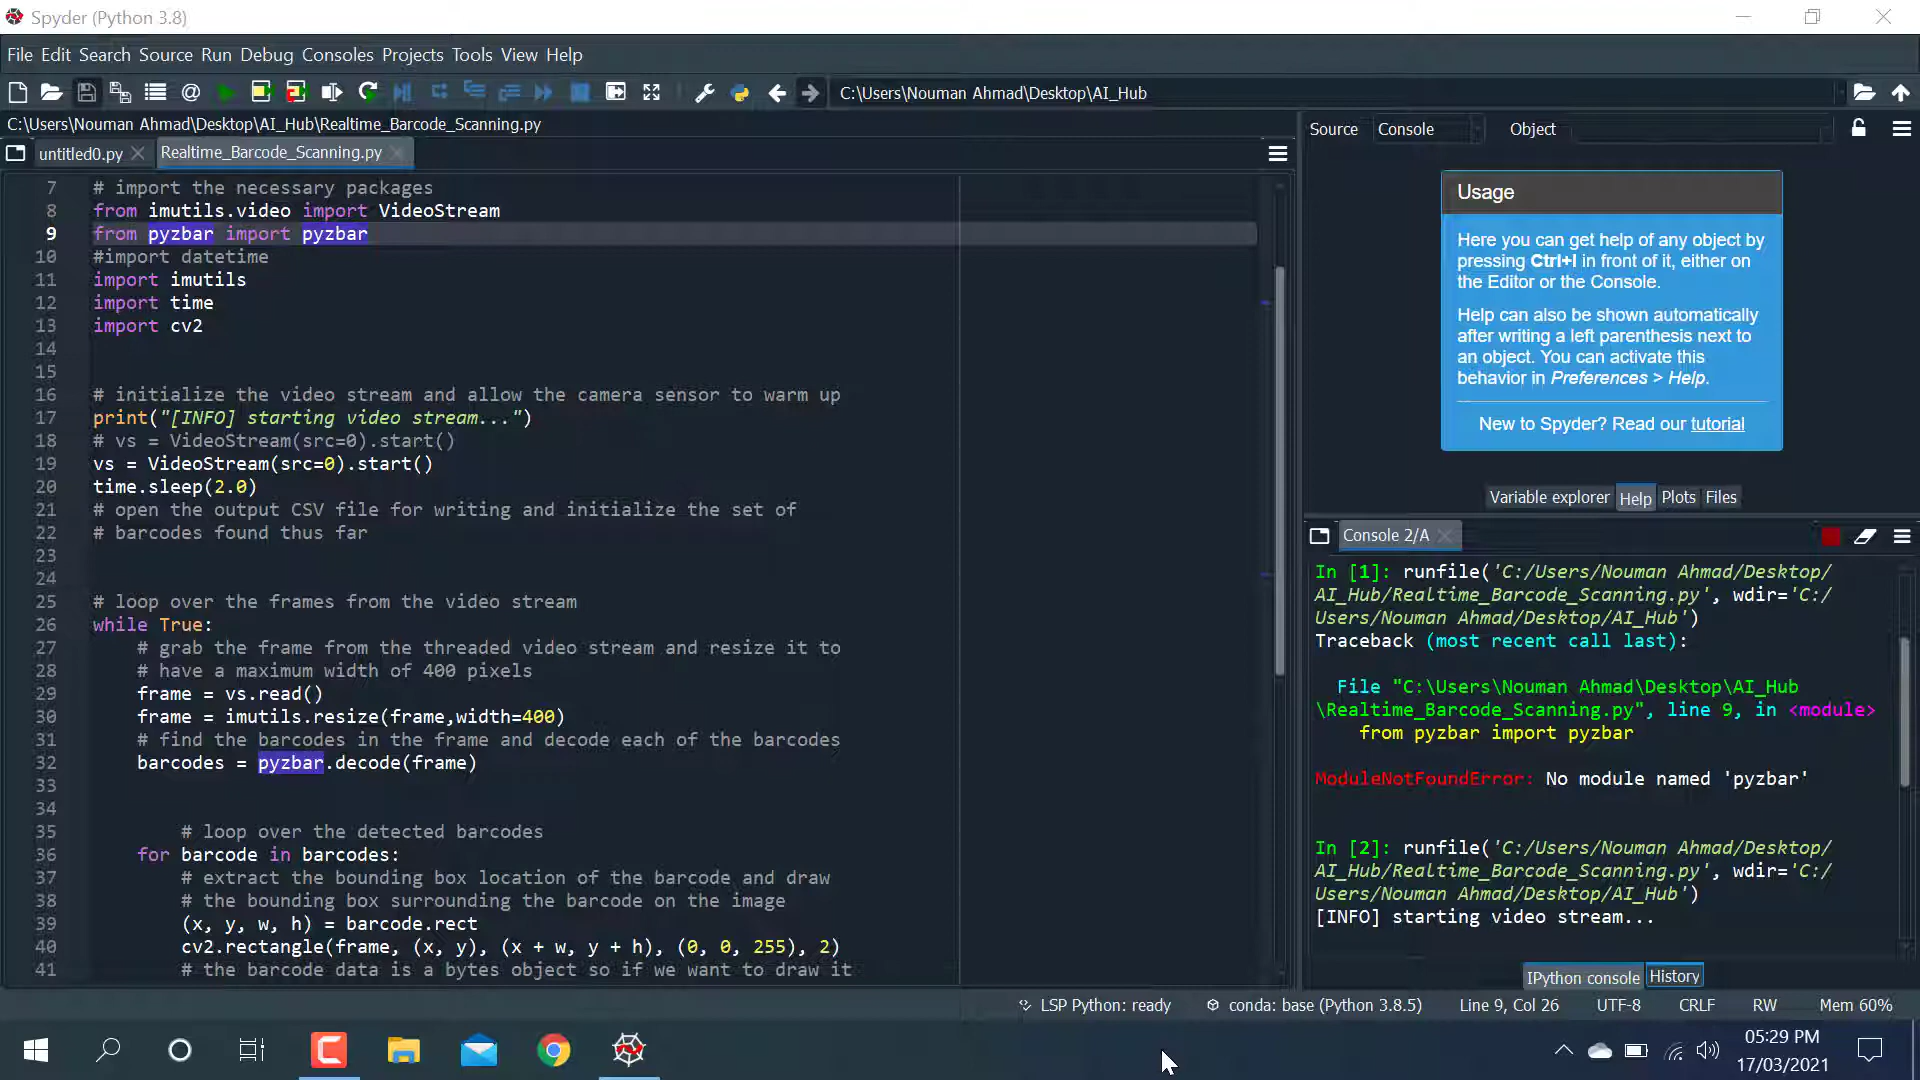 Spyder (Python 3.8)
File Edit Search Source Run Debug Consoles Projects Tools View Help
C:\Users\Nouman Ahmad\Desktop\AI_Hub
C:\Users\Nouman Ahmad\Desktop\AI_Hub\Realtime_Barcode_Scanning.py
untitled0.py
Realtime_Barcode_Scanning.py
7 # import the necessary packages
8 from imutils.video import VideoStream
9 from pyzbar import pyzbar
10 #import datetime
11 import imutils
12 import time
13 import cv2
14
15
16 # initialize the video stream and allow the camera sensor to warm up
17 print("[INFO] starting video stream...")
18 # vs = VideoStream(src=0).start()
19 vs = VideoStream(src=0).start()
20 time.sleep(2.0)
21 # open the output CSV file for writing and initialize the set of
22 # barcodes found thus far
23
24
25 # loop over the frames from the video stream
26 while True:
27 # grab the frame from the threaded video stream and resize it to
28 # have a maximum width of 400 pixels
29 frame = vs.read()
30 frame = imutils.resize(frame,width=400)
31 # find the barcodes in the frame and decode each of the barcodes
32 barcodes = pyzbar.decode(frame)
33
34
35 # loop over the detected barcodes
36 for barcode in barcodes:
37 # extract the bounding box location of the barcode and draw
38 # the bounding box surrounding the barcode on the image
39 (x, y, w, h) = barcode.rect
40 cv2.rectangle(frame, (x, y), (x + w, y + h), (0, 0, 255), 2)
41 # the barcode data is a bytes object so if we want to draw it
Source Console Object
Usage
Here you can get help of any object by
pressing Ctrl+I in front of it, either on
the Editor or the Console.
Help can also be shown automatically
after writing a left parenthesis next to
an object. You can activate this
behavior in Preferences > Help.
New to Spyder? Read our tutorial
Variable explorer Help Plots Files
Console 2/A
In [1]: runfile('C:/Users/Nouman Ahmad/Desktop/
AI_Hub/Realtime_Barcode_Scanning.py', wdir='C:/
Users/Nouman Ahmad/Desktop/AI_Hub')
Traceback (most recent call last):
File "C:\Users\Nouman Ahmad\Desktop\AI_Hub
\Realtime_Barcode_Scanning.py", line 9, in <module>
from pyzbar import pyzbar
ModuleNotFoundError: No module named 'pyzbar'
In [2]: runfile('C:/Users/Nouman Ahmad/Desktop/
AI_Hub/Realtime_Barcode_Scanning.py', wdir='C:/
Users/Nouman Ahmad/Desktop/AI_Hub')
[INFO] starting video stream...
IPython console History
LSP Python: ready conda: base (Python 3.8.5) Line 9, Col 26 UTF-8 CRLF RW Mem 60%
05:29 PM
17/03/2021